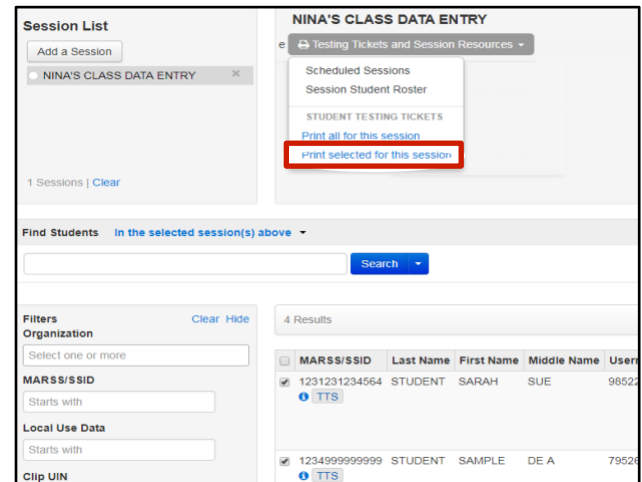 Session List
Add a Session
NINA'S CLASS DATA ENTRY
1 Sessions | Clear
NINA'S CLASS DATA ENTRY
e Testing Tickets and Session Resources
Scheduled Sessions
Session Student Roster
STUDENT TESTING TICKETS
Print all for this session
Print selected for this session
Find Students In the selected session(s) above
Search
Filters Clear Hide
Organization
Select one or more
MARSS/SSID
Starts with
Local Use Data
Starts with
Clip UIN
4 Results
MARSS/SSID Last Name First Name Middle Name Usern
1231231234564 STUDENT SARAH SUE 98522
TTS
1234999999999 STUDENT SAMPLE DE A 79526
TTS